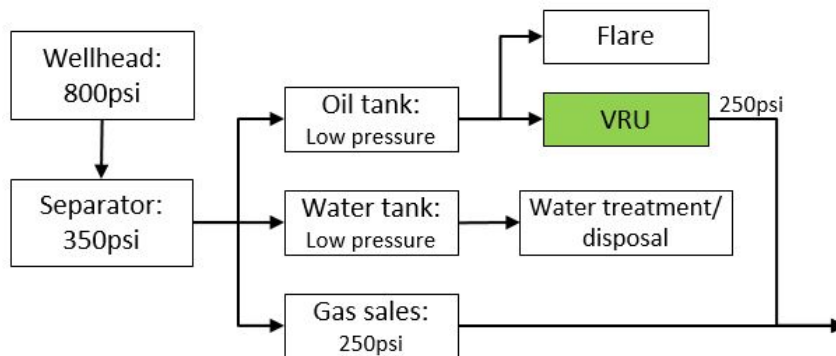 Wellhead:
800psi
Separator:
350psi
Oil tank:
Low pressure
Water tank:
Low pressure
Gas sales:
250psi
Flare
VRU
250psi
Water treatment/
disposal